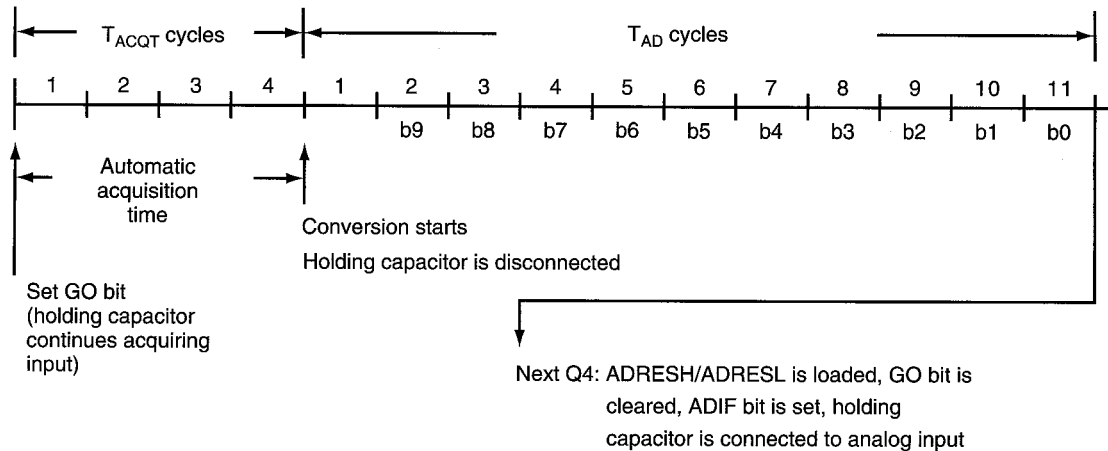 T_ACQT cycles
T_AD cycles
1 2 3 4 1 2 3 4 5 6 7 8 9 10 11
b9 b8 b7 b6 b5 b4 b3 b2 b1 b0
Automatic
acquisition
time
Conversion starts
Holding capacitor is disconnected
Set GO bit
(holding capacitor
continues acquiring
input)
Next Q4: ADRESH/ADRESL is loaded, GO bit is
cleared, ADIF bit is set, holding
capacitor is connected to analog input